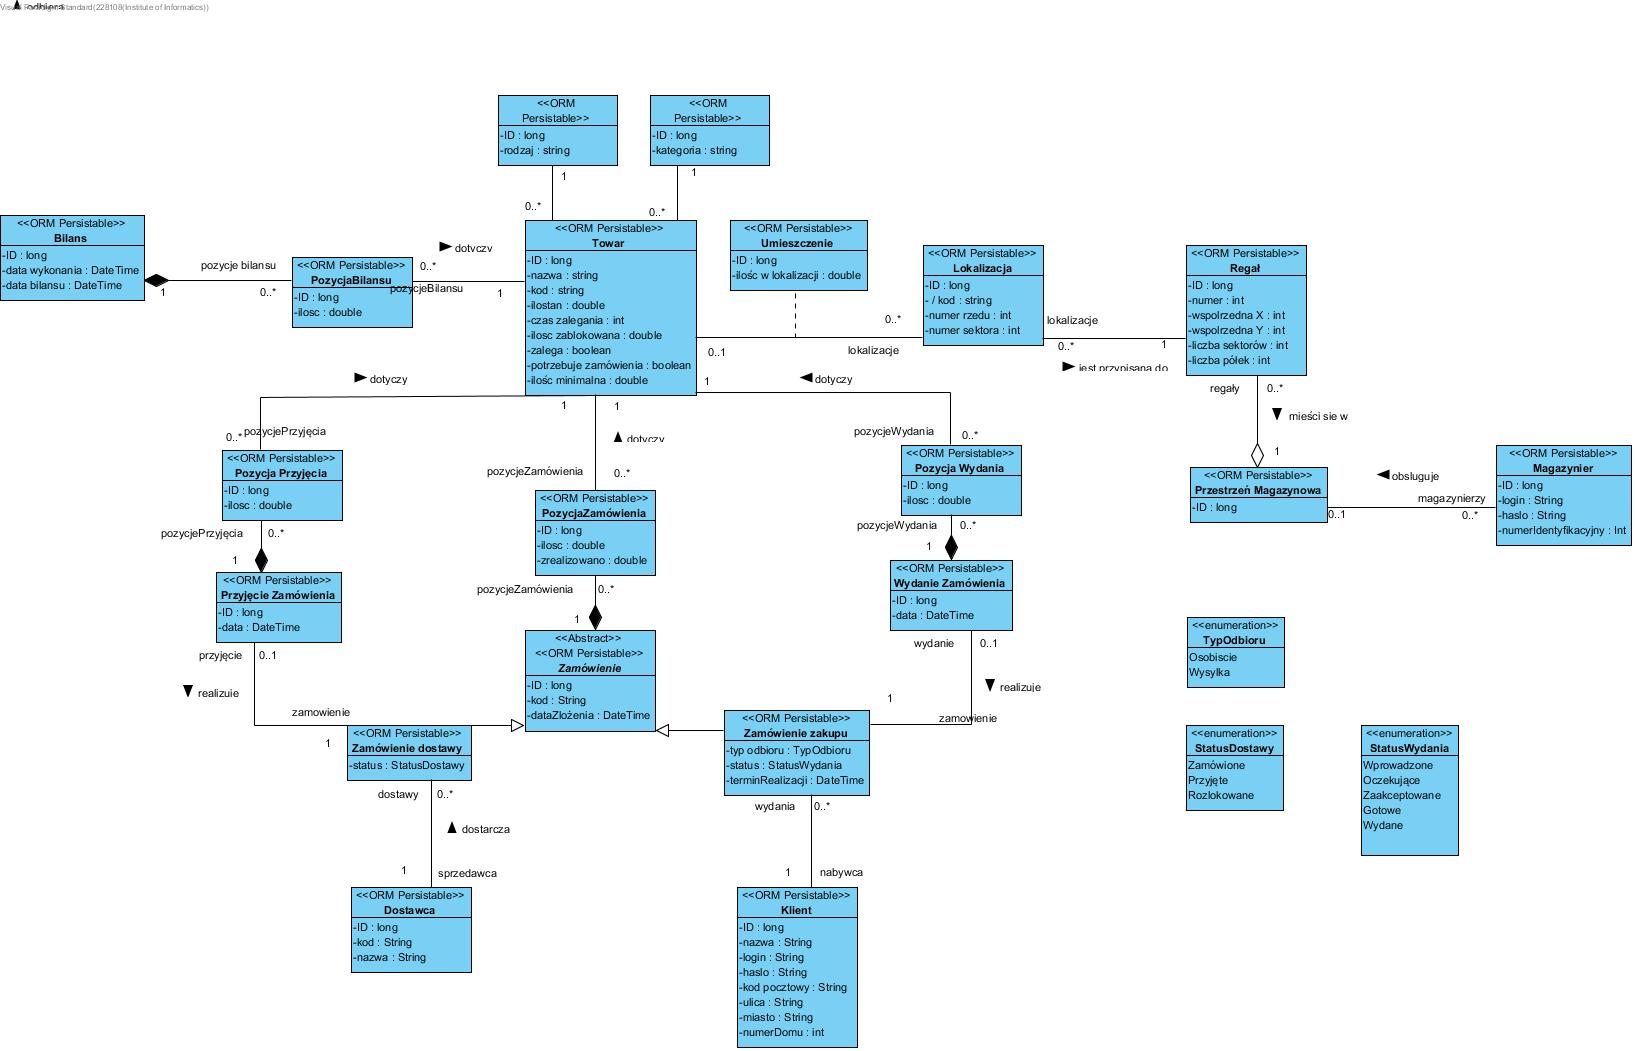 odbiera
Visual Paradigm Standard(228108(Institute of Informatics))
<<ORM
Persistable>>
-ID : long
-rodzaj : string
1
0..*
<<ORM
Persistable>>
-ID : long
-kategoria : string
1
0..*
<<ORM Persistable>>
Bilans
-ID : long
-data wykonania : DateTime
-data bilansu : DateTime
pozycje bilansu
1
0..*
<<ORM Persistable>>
PozycjaBilansu
-ID : long
-ilosc : double
dotyczy
0..*
pozycjeBilansu
1
<<ORM Persistable>>
Towar
-ID : long
-nazwa : string
-kod : string
-ilostan : double
-czas zalegania : int
-ilosc zablokowana : double
-zalega : boolean
-potrzebuje zamówienia : boolean
-ilośc minimalna : double
<<ORM Persistable>>
Umieszczenie
-ID : long
-ilośc w lokalizacji : double
0..1
0..*
lokalizacje
<<ORM Persistable>>
Lokalizacja
-ID : long
- / kod : string
-numer rzedu : int
-numer sektora : int
lokalizacje
0..*
1
jest przypisana do
<<ORM Persistable>>
Regał
-ID : long
-numer : int
-wspolrzedna X : int
-wspolrzedna Y : int
-liczba sektorów : int
-liczba półek : int
regały
0..*
mieści sie w
1
<<ORM Persistable>>
Przestrzeń Magazynowa
-ID : long
obsluguje
magazynierzy
0..1
0..*
<<ORM Persistable>>
Magazynier
-ID : long
-login : String
-haslo : String
-numerIdentyfikacyjny : Int
dotyczy
1
0..*
pozycjePrzyjęcia
<<ORM Persistable>>
Pozycja Przyjęcia
-ID : long
-ilosc : double
pozycjePrzyjęcia
0..*
1
<<ORM Persistable>>
Przyjęcie Zamówienia
-ID : long
-data : DateTime
przyjęcie
0..1
realizuje
zamowienie
1
1
dotyczy
pozycjeZamówienia
0..*
<<ORM Persistable>>
PozycjaZamówienia
-ID : long
-ilosc : double
-zrealizowano : double
pozycjeZamówienia
0..*
1
<<Abstract>>
<<ORM Persistable>>
Zamówienie
-ID : long
-kod : String
-dataZlożenia : DateTime
1
dotyczy
pozycjeWydania
0..*
<<ORM Persistable>>
Pozycja Wydania
-ID : long
-ilosc : double
pozycjeWydania
0..*
1
<<ORM Persistable>>
Wydanie Zamówienia
-ID : long
-data : DateTime
wydanie
0..1
realizuje
1
zamowienie
<<ORM Persistable>>
Zamówienie dostawy
-status : StatusDostawy
dostawy
0..*
dostarcza
1
sprzedawca
<<ORM Persistable>>
Dostawca
-ID : long
-kod : String
-nazwa : String
<<ORM Persistable>>
Zamówienie zakupu
-typ odbioru : TypOdbioru
-status : StatusWydania
-terminRealizacji : DateTime
wydania
0..*
1
nabywca
<<ORM Persistable>>
Klient
-ID : long
-nazwa : String
-login : String
-haslo : String
-kod pocztowy : String
-ulica : String
-miasto : String
-numerDomu : int
<<enumeration>>
TypOdbioru
Osobiscie
Wysylka
<<enumeration>>
StatusDostawy
Zamówione
Przyjęte
Rozlokowane
<<enumeration>>
StatusWydania
Wprowadzone
Oczekujące
Zaakceptowane
Gotowe
Wydane